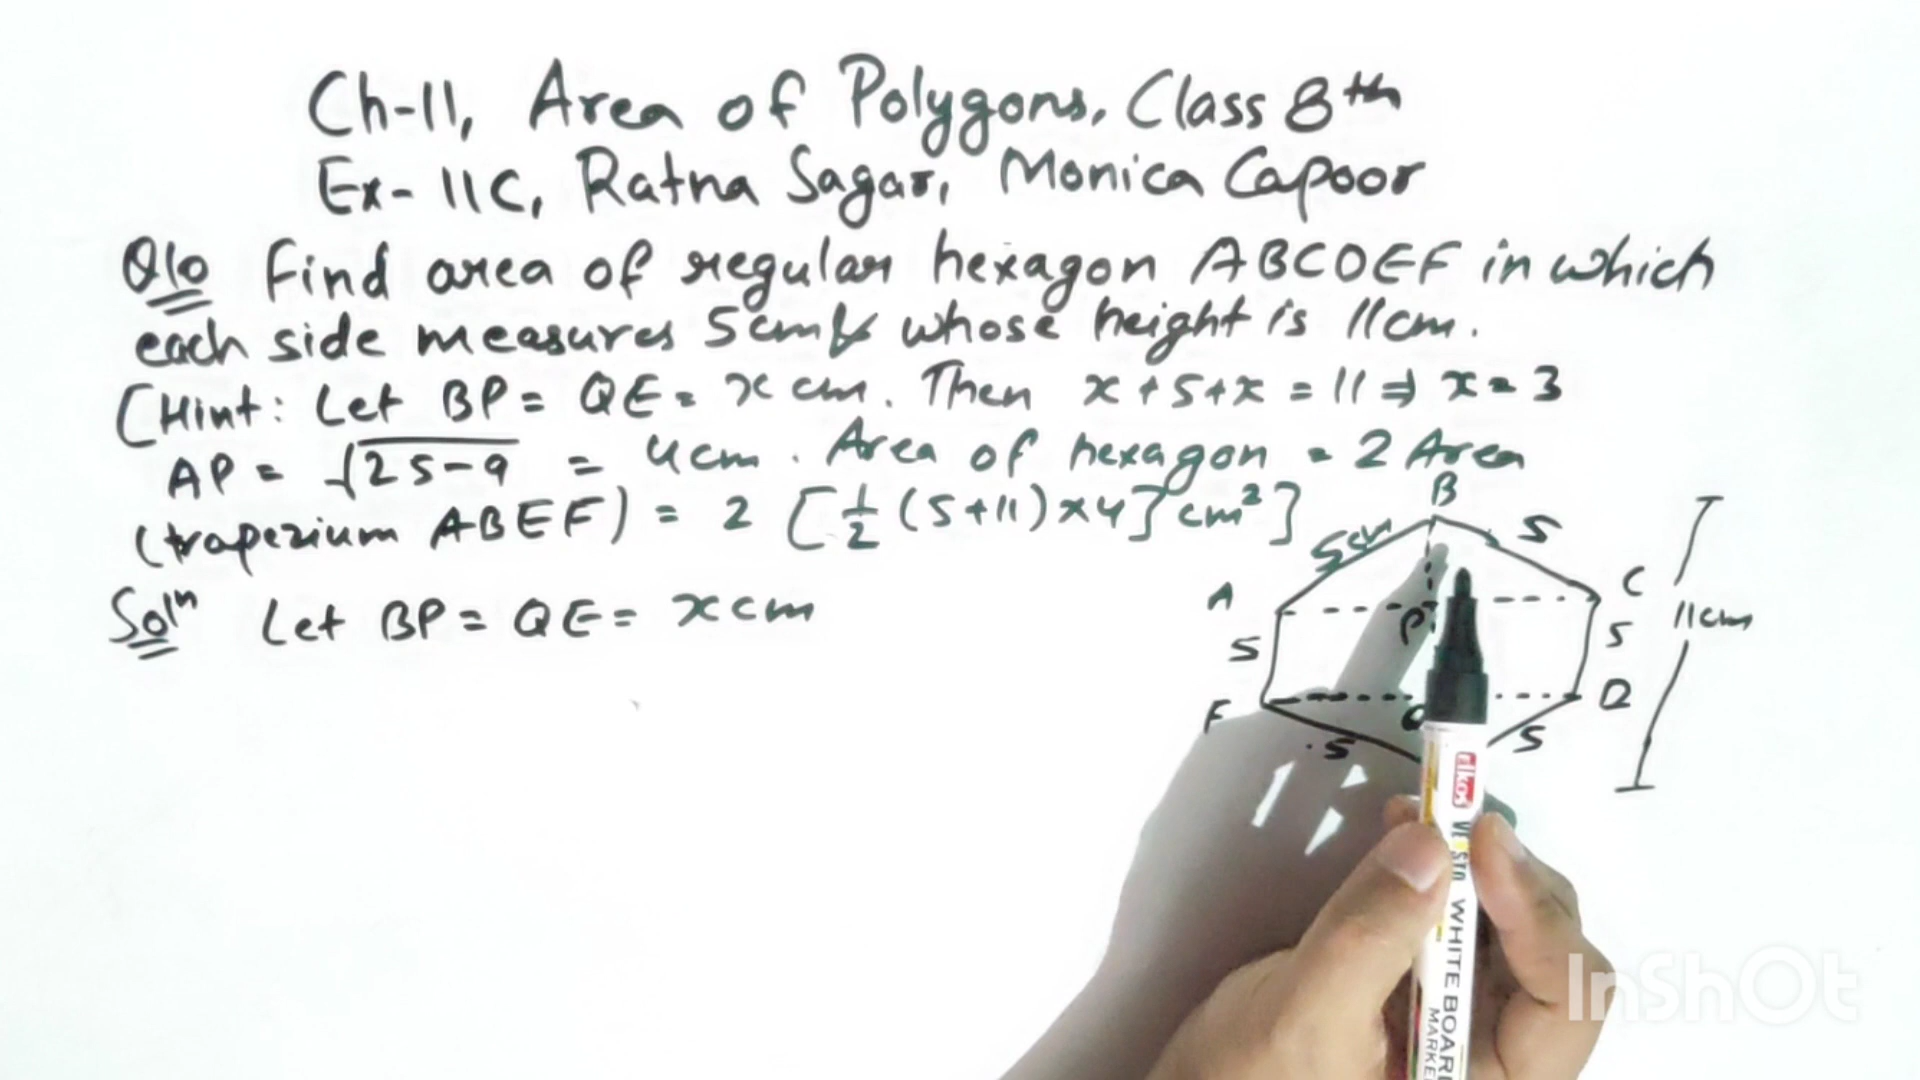 Ch-11, Area of Polygons, Class 8th
Ex-11C, Ratna Sagar, Monica Capoor
Q10 Find area of regular hexagon ABCDEF in which
each side measures 5cm & whose height is 11cm.
[Hint: Let BP = QE = x cm. Then x+5+x = 11 ⇒ x = 3
AP = √25-9 = 4cm. Area of hexagon = 2 Area
(trapezium ABEF) = 2 [1/2 (5+11)×4] cm²]
Solⁿ Let BP = QE = x cm
B
5cm
5
A
C
P
5
5
11cm
F
D
5
5
elkos
WHITE BOARD
MARKE
InShOt